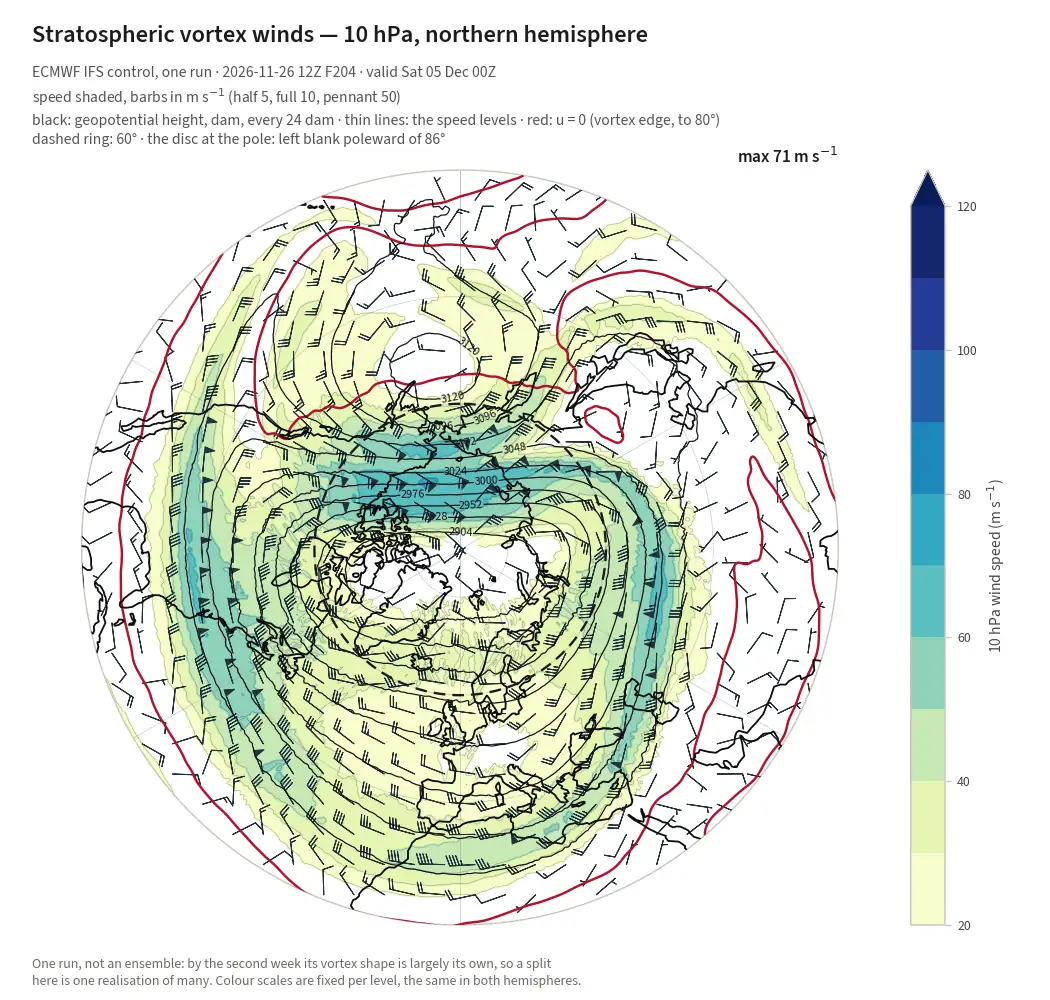 Stratospheric vortex winds — 10 hPa, northern hemisphere
ECMWF IFS control, one run · 2026-11-26 12Z F204 · valid Sat 05 Dec 00Z
speed shaded, barbs in m s⁻¹ (half 5, full 10, pennant 50)
black: geopotential height, dam, every 24 dam · thin lines: the speed levels · red: u = 0 (vortex edge, to 80°)
dashed ring: 60° · the disc at the pole: left blank poleward of 86°
max 71 m s⁻¹
120
100
80
60
40
20
10 hPa wind speed (m s⁻¹)
3120
3120
3096
3048
3024
3000
2976
2952
2904
One run, not an ensemble: by the second week its vortex shape is largely its own, so a split
here is one realisation of many. Colour scales are fixed per level, the same in both hemispheres.